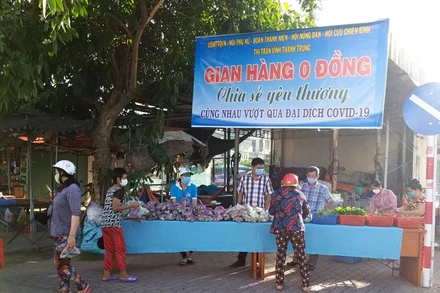 UBMTTQVN - HỘI PHỤ NỮ - ĐOÀN THANH NIÊN - HỘI NÔNG DÂN - HỘI CỰU CHIẾN BINH
THỊ TRẤN VĨNH THẠNH TRUNG
GIAN HÀNG 0 ĐỒNG
Chia sẻ yêu thương
CÙNG NHAU VƯỢT QUA ĐẠI DỊCH COVID-19